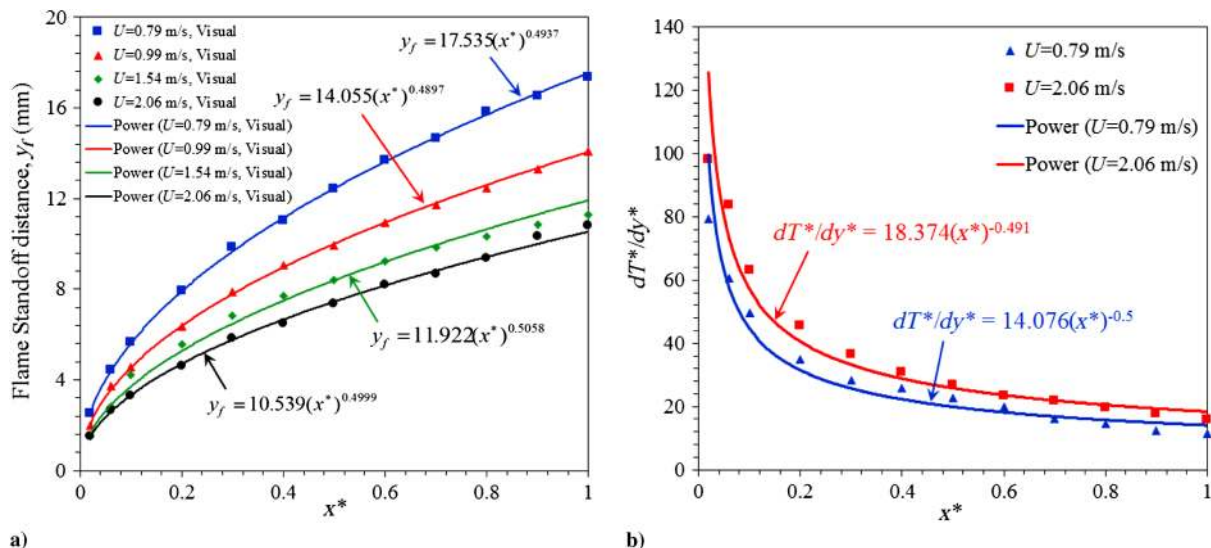 U=0.79 m/s, Visual
U=0.99 m/s, Visual
U=1.54 m/s, Visual
U=2.06 m/s, Visual
Power (U=0.79 m/s, Visual)
Power (U=0.99 m/s, Visual)
Power (U=1.54 m/s, Visual)
Power (U=2.06 m/s, Visual)
y_f = 17.535(x*)^0.4937
y_f = 14.055(x*)^0.4897
y_f = 11.922(x*)^0.5058
y_f = 10.539(x*)^0.4999
Flame Standoff distance, y_f (mm)
20
16
12
8
4
0
0 0.2 0.4 0.6 0.8 1
x*
a)
U=0.79 m/s
U=2.06 m/s
Power (U=0.79 m/s)
Power (U=2.06 m/s)
dT*/dy* = 18.374(x*)^-0.491
dT*/dy* = 14.076(x*)^-0.5
dT*/dy*
140
120
100
80
60
40
20
0
0 0.2 0.4 0.6 0.8 1
x*
b)